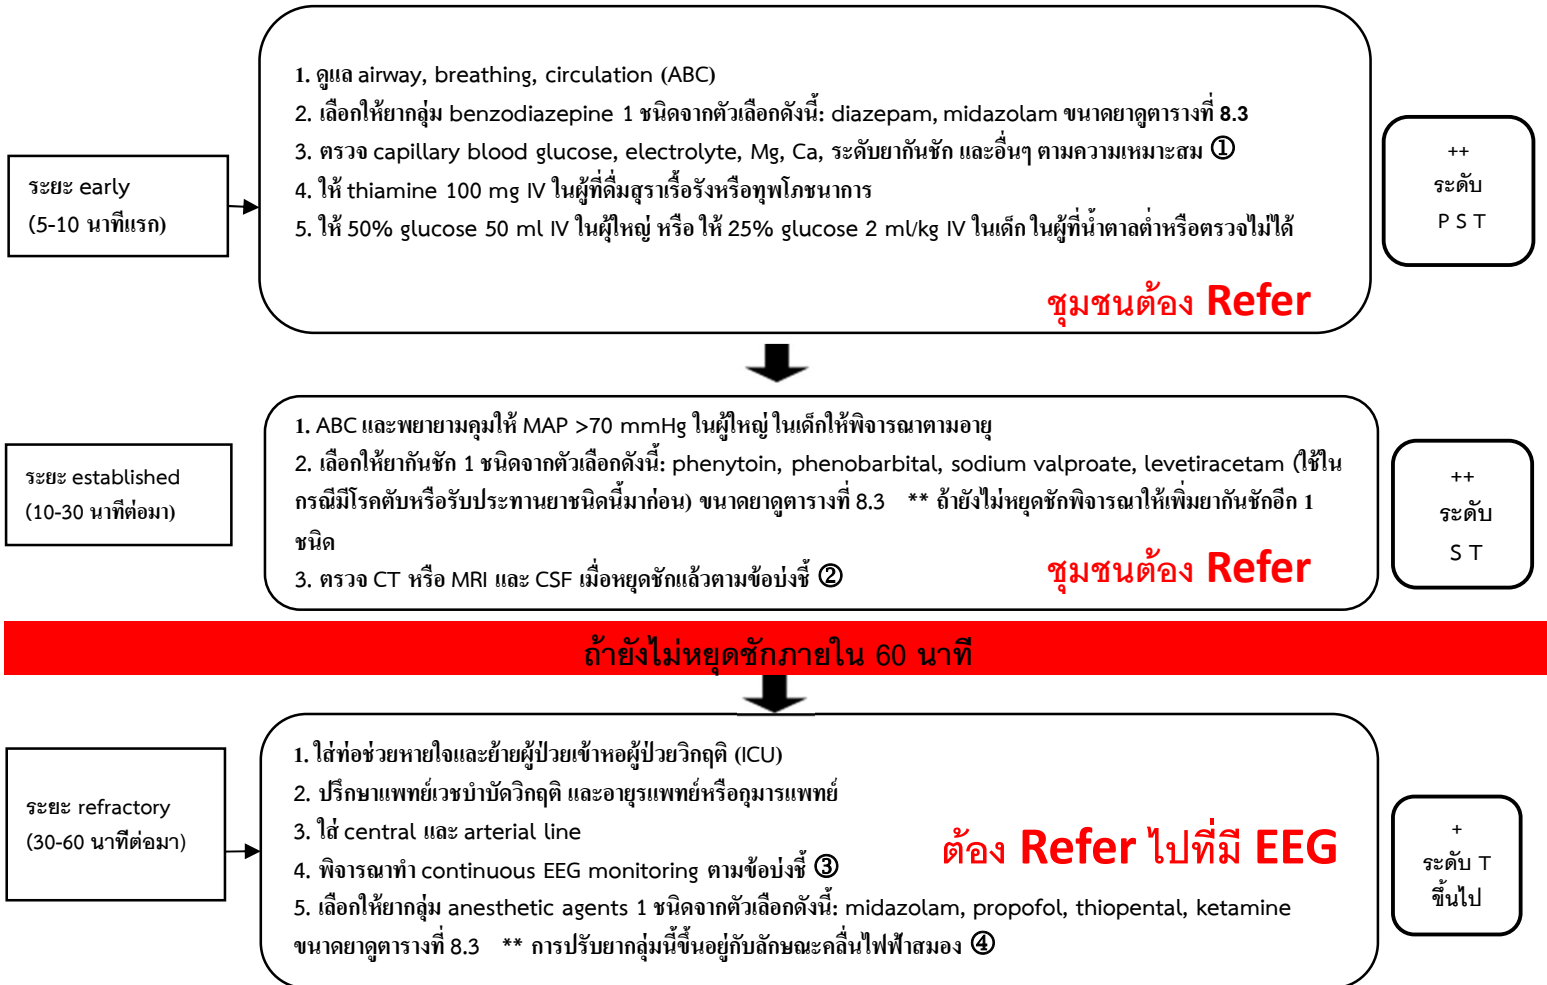 ระยะ early
(5-10 นาทีแรก)
1. ดูแล airway, breathing, circulation (ABC)
2. เลือกให้ยากลุ่ม benzodiazepine 1 ชนิดจากตัวเลือกดังนี้: diazepam, midazolam ขนาดยาดูตารางที่ 8.3
3. ตรวจ capillary blood glucose, electrolyte, Mg, Ca, ระดับยากันชัก และอื่นๆ ตามความเหมาะสม ①
4. ให้ thiamine 100 mg IV ในผู้ที่ดื่มสุราเรื้อรังหรือทุพโภชนาการ
5. ให้ 50% glucose 50 ml IV ในผู้ใหญ่ หรือ ให้ 25% glucose 2 ml/kg IV ในเด็ก ในผู้ที่น้ำตาลต่ำหรือตรวจไม่ได้
ชุมชนต้อง Refer
++
ระดับ
P S T
ระยะ established
(10-30 นาทีต่อมา)
1. ABC และพยายามคุมให้ MAP >70 mmHg ในผู้ใหญ่ ในเด็กให้พิจารณาตามอายุ
2. เลือกให้ยากันชัก 1 ชนิดจากตัวเลือกดังนี้: phenytoin, phenobarbital, sodium valproate, levetiracetam (ใช้ใน
กรณีมีโรคตับหรือรับประทานยาชนิดนี้มาก่อน) ขนาดยาดูตารางที่ 8.3 ** ถ้ายังไม่หยุดชักพิจารณาให้เพิ่มยากันชักอีก 1
ชนิด
3. ตรวจ CT หรือ MRI และ CSF เมื่อหยุดชักแล้วตามข้อบ่งชี้ ②
ชุมชนต้อง Refer
++
ระดับ
S T
ถ้ายังไม่หยุดชักภายใน 60 นาที
ระยะ refractory
(30-60 นาทีต่อมา)
1. ใส่ท่อช่วยหายใจและย้ายผู้ป่วยเข้าหอผู้ป่วยวิกฤติ (ICU)
2. ปรึกษาแพทย์เวชบำบัดวิกฤติ และอายุรแพทย์หรือกุมารแพทย์
3. ใส่ central และ arterial line
4. พิจารณาทำ continuous EEG monitoring ตามข้อบ่งชี้ ③
5. เลือกให้ยากลุ่ม anesthetic agents 1 ชนิดจากตัวเลือกดังนี้: midazolam, propofol, thiopental, ketamine
ขนาดยาดูตารางที่ 8.3 ** การปรับยากลุ่มนี้ขึ้นอยู่กับลักษณะคลื่นไฟฟ้าสมอง ④
ต้อง Refer ไปที่มี EEG
+
ระดับ T
ขึ้นไป